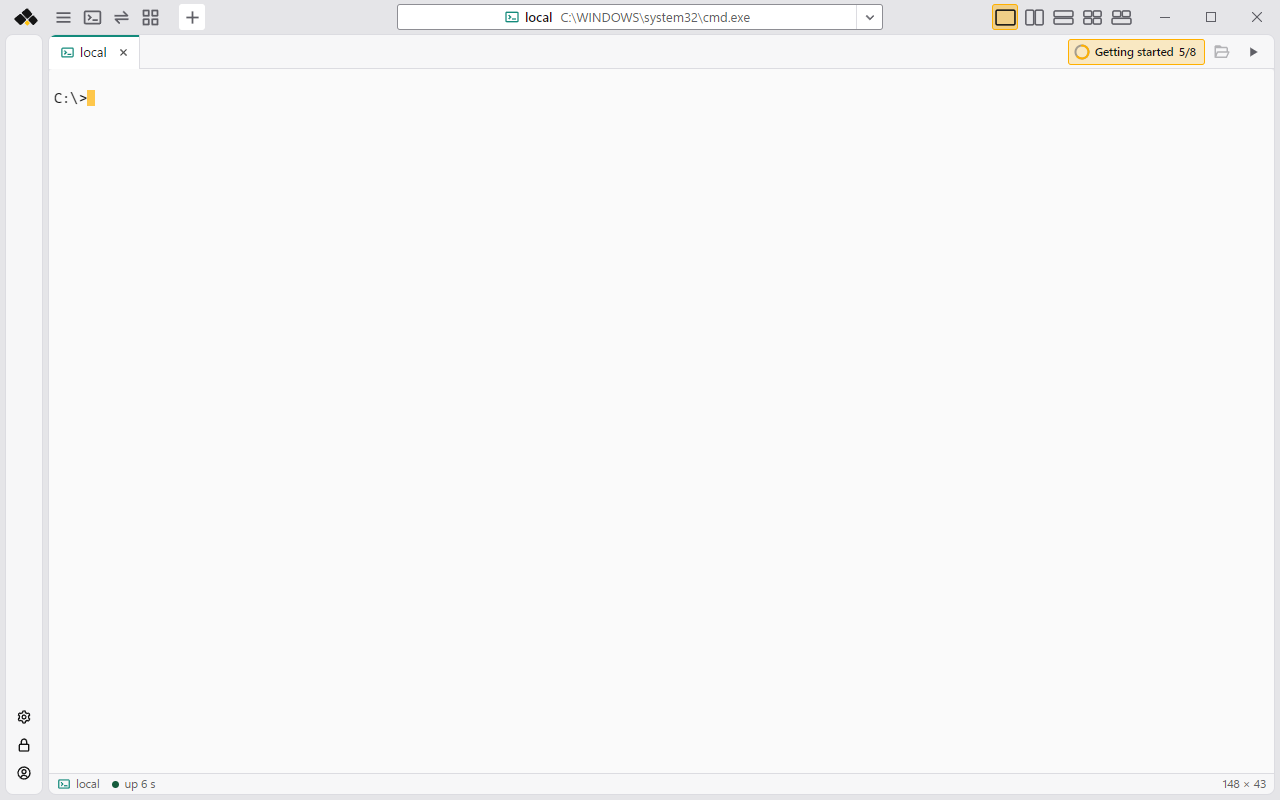 local C:\WINDOWS\system32\cmd.exe
local
Getting started 5/8
C:\>
local
up 6 s
148 × 43